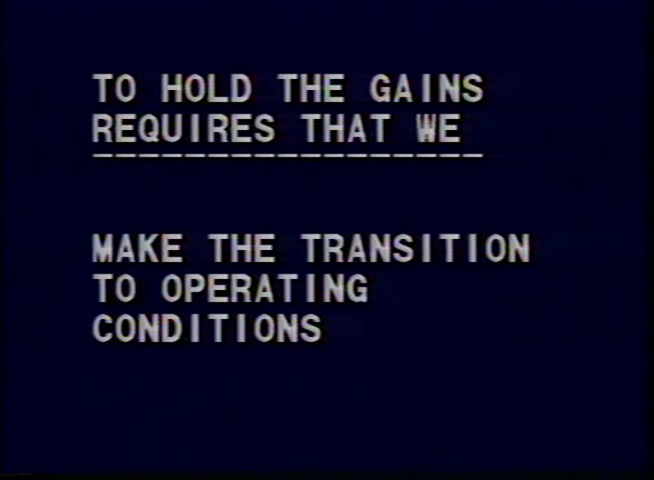 TO HOLD THE GAINS
REQUIRES THAT WE
-----------------
MAKE THE TRANSITION
TO OPERATING
CONDITIONS